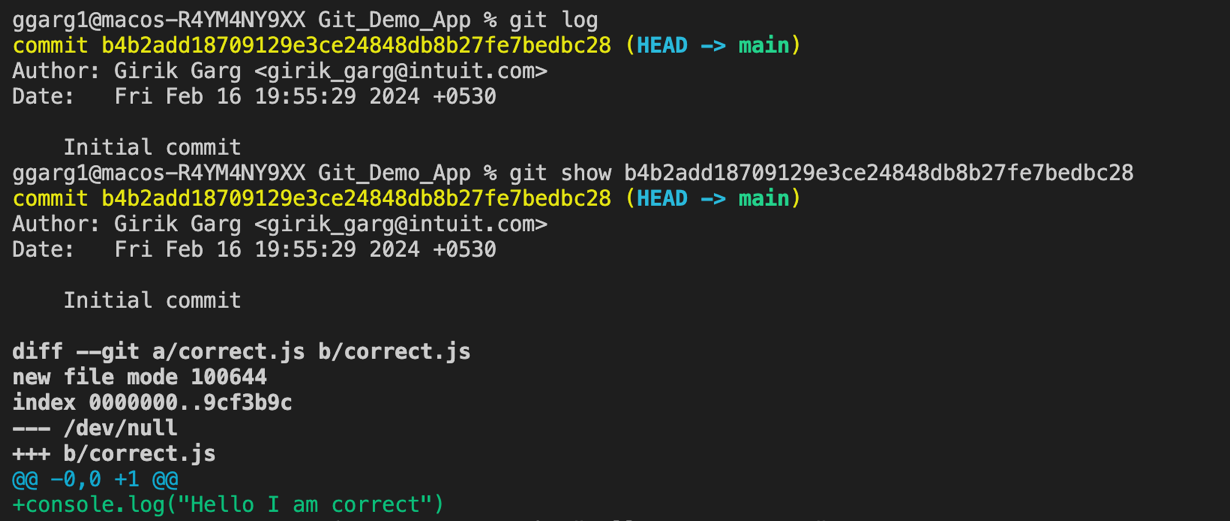 ggarg1@macos-R4YM4NY9XX Git_Demo_App % git log
commit b4b2add18709129e3ce24848db8b27fe7bedbc28 (HEAD -> main)
Author: Girik Garg <girik_garg@intuit.com>
Date:   Fri Feb 16 19:55:29 2024 +0530

    Initial commit
ggarg1@macos-R4YM4NY9XX Git_Demo_App % git show b4b2add18709129e3ce24848db8b27fe7bedbc28
commit b4b2add18709129e3ce24848db8b27fe7bedbc28 (HEAD -> main)
Author: Girik Garg <girik_garg@intuit.com>
Date:   Fri Feb 16 19:55:29 2024 +0530

    Initial commit

diff --git a/correct.js b/correct.js
new file mode 100644
index 0000000..9cf3b9c
--- /dev/null
+++ b/correct.js
@@ -0,0 +1 @@
+console.log("Hello I am correct")